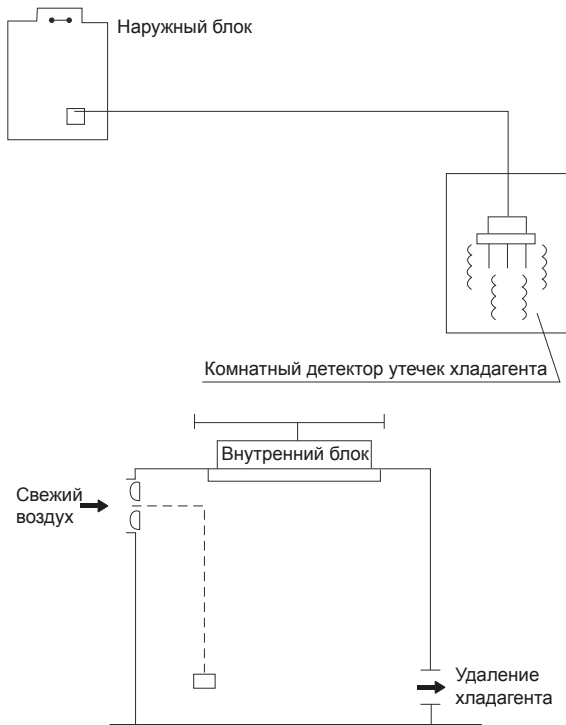 Наружный блок
Комнатный детектор утечек хладагента
Внутренний блок
Свежий
воздух
Удаление
хладагента